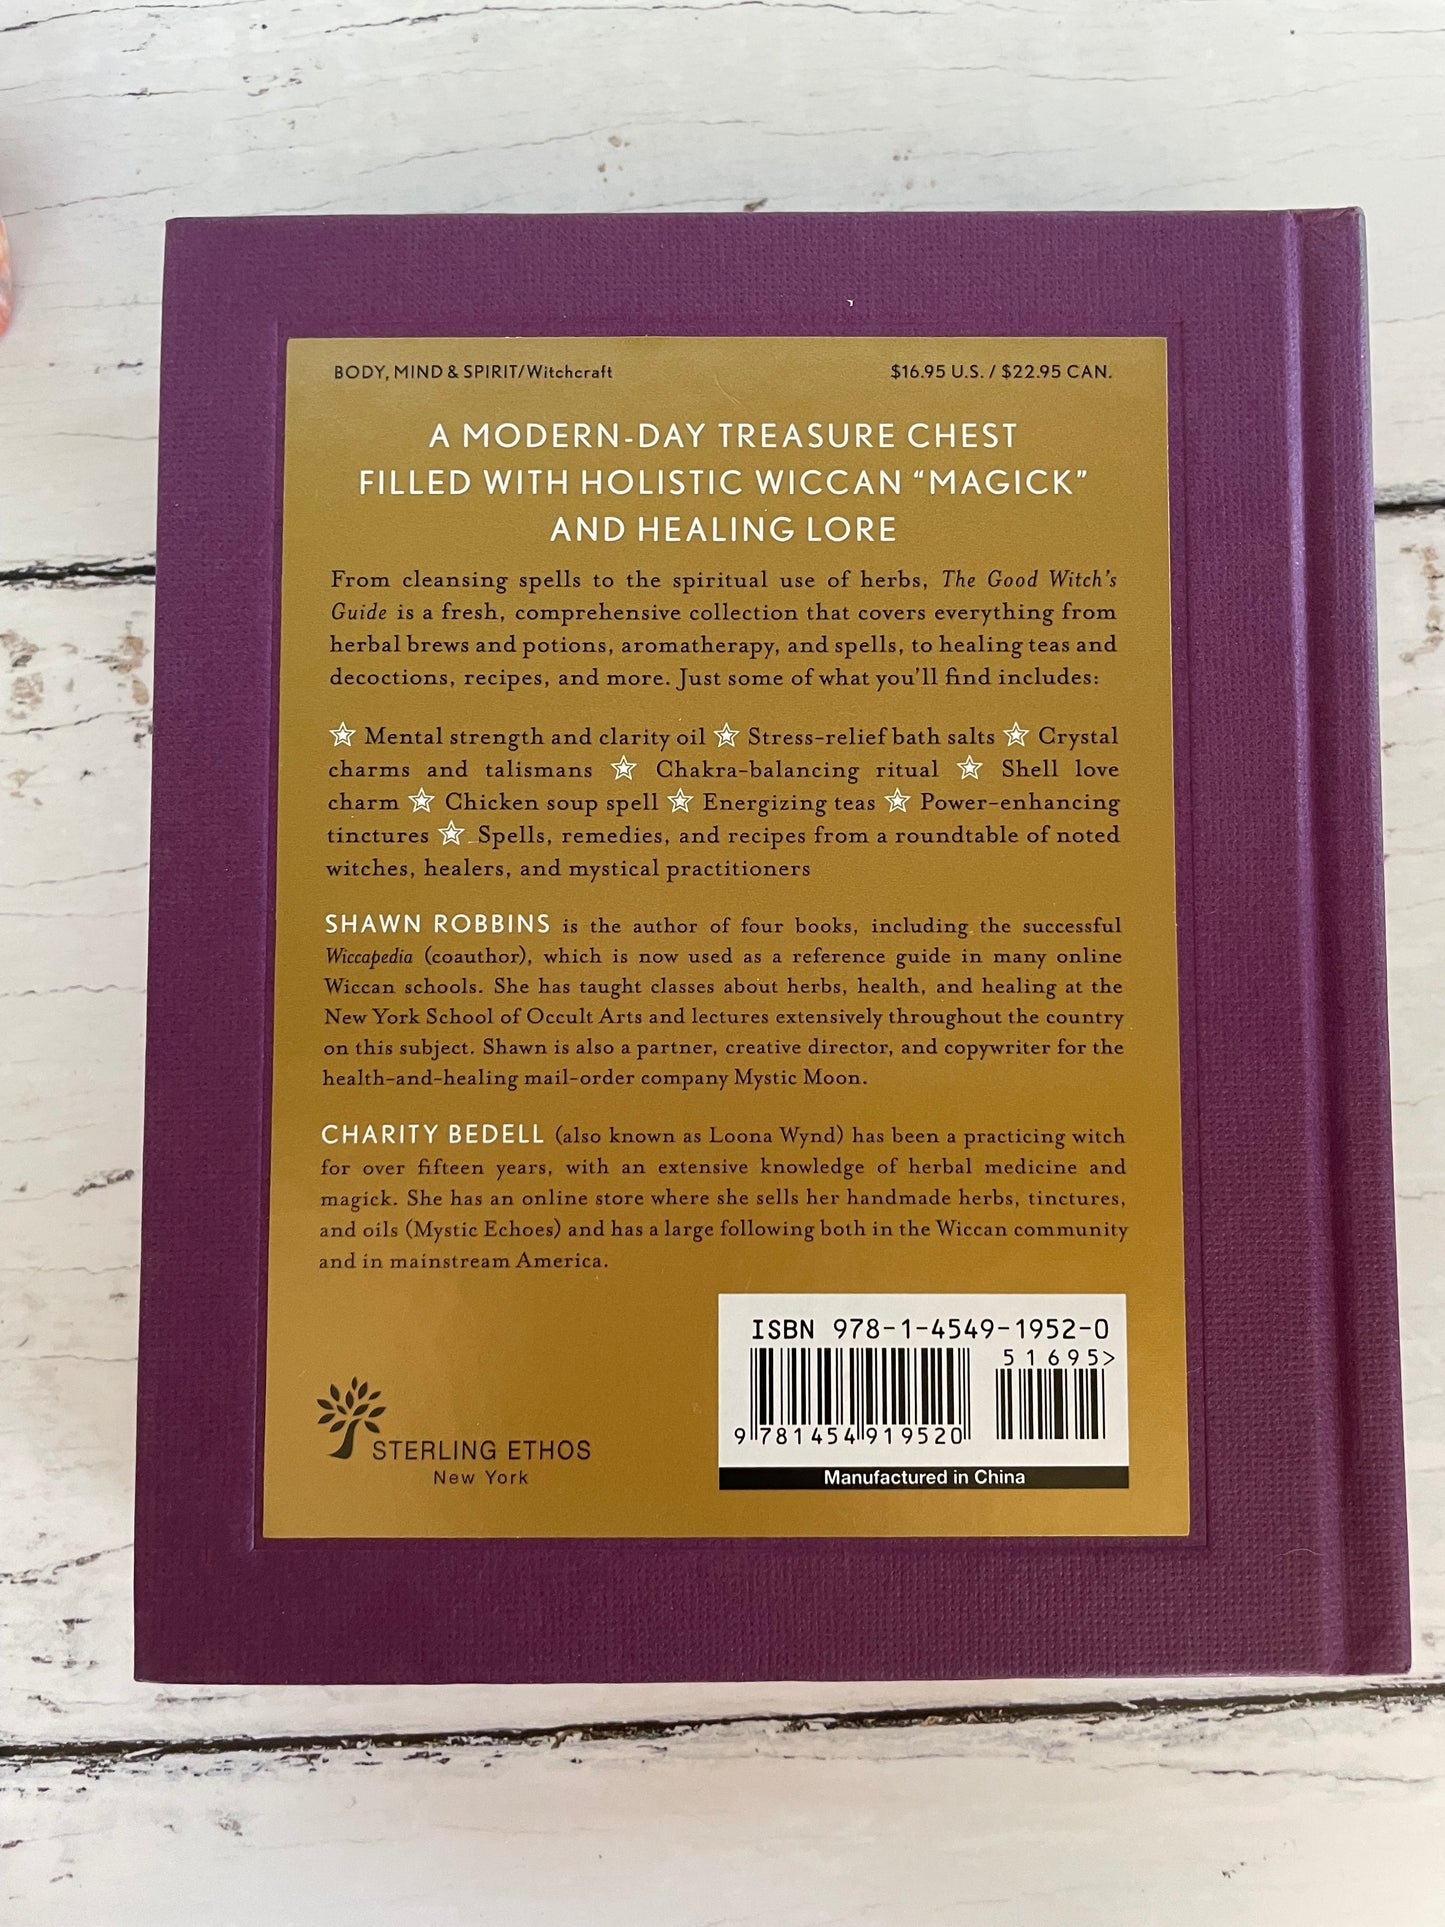 BODY, MIND & SPIRIT/Witchcraft
$16.95 U.S. / $22.95 CAN.
A MODERN-DAY TREASURE CHEST
FILLED WITH HOLISTIC WICCAN “MAGICK”
AND HEALING LORE
From cleansing spells to the spiritual use of herbs, The Good Witch’s
Guide is a fresh, comprehensive collection that covers everything from
herbal brews and potions, aromatherapy, and spells, to healing teas and
decoctions, recipes, and more. Just some of what you’ll find includes:
☆ Mental strength and clarity oil ☆ Stress-relief bath salts ☆ Crystal
charms and talismans ☆ Chakra-balancing ritual ☆ Shell love
charm ☆ Chicken soup spell ☆ Energizing teas ☆ Power-enhancing
tinctures ☆ Spells, remedies, and recipes from a roundtable of noted
witches, healers, and mystical practitioners
SHAWN ROBBINS is the author of four books, including the successful
Wiccapedia (coauthor), which is now used as a reference guide in many online
Wiccan schools. She has taught classes about herbs, health, and healing at the
New York School of Occult Arts and lectures extensively throughout the country
on this subject. Shawn is also a partner, creative director, and copywriter for the
health-and-healing mail-order company Mystic Moon.
CHARITY BEDELL (also known as Loona Wynd) has been a practicing witch
for over fifteen years, with an extensive knowledge of herbal medicine and
magick. She has an online store where she sells her handmade herbs, tinctures,
and oils (Mystic Echoes) and has a large following both in the Wiccan community
and in mainstream America.
STERLING ETHOS
New York
ISBN 978-1-4549-1952-0
51695>
9 781454 919520
Manufactured in China